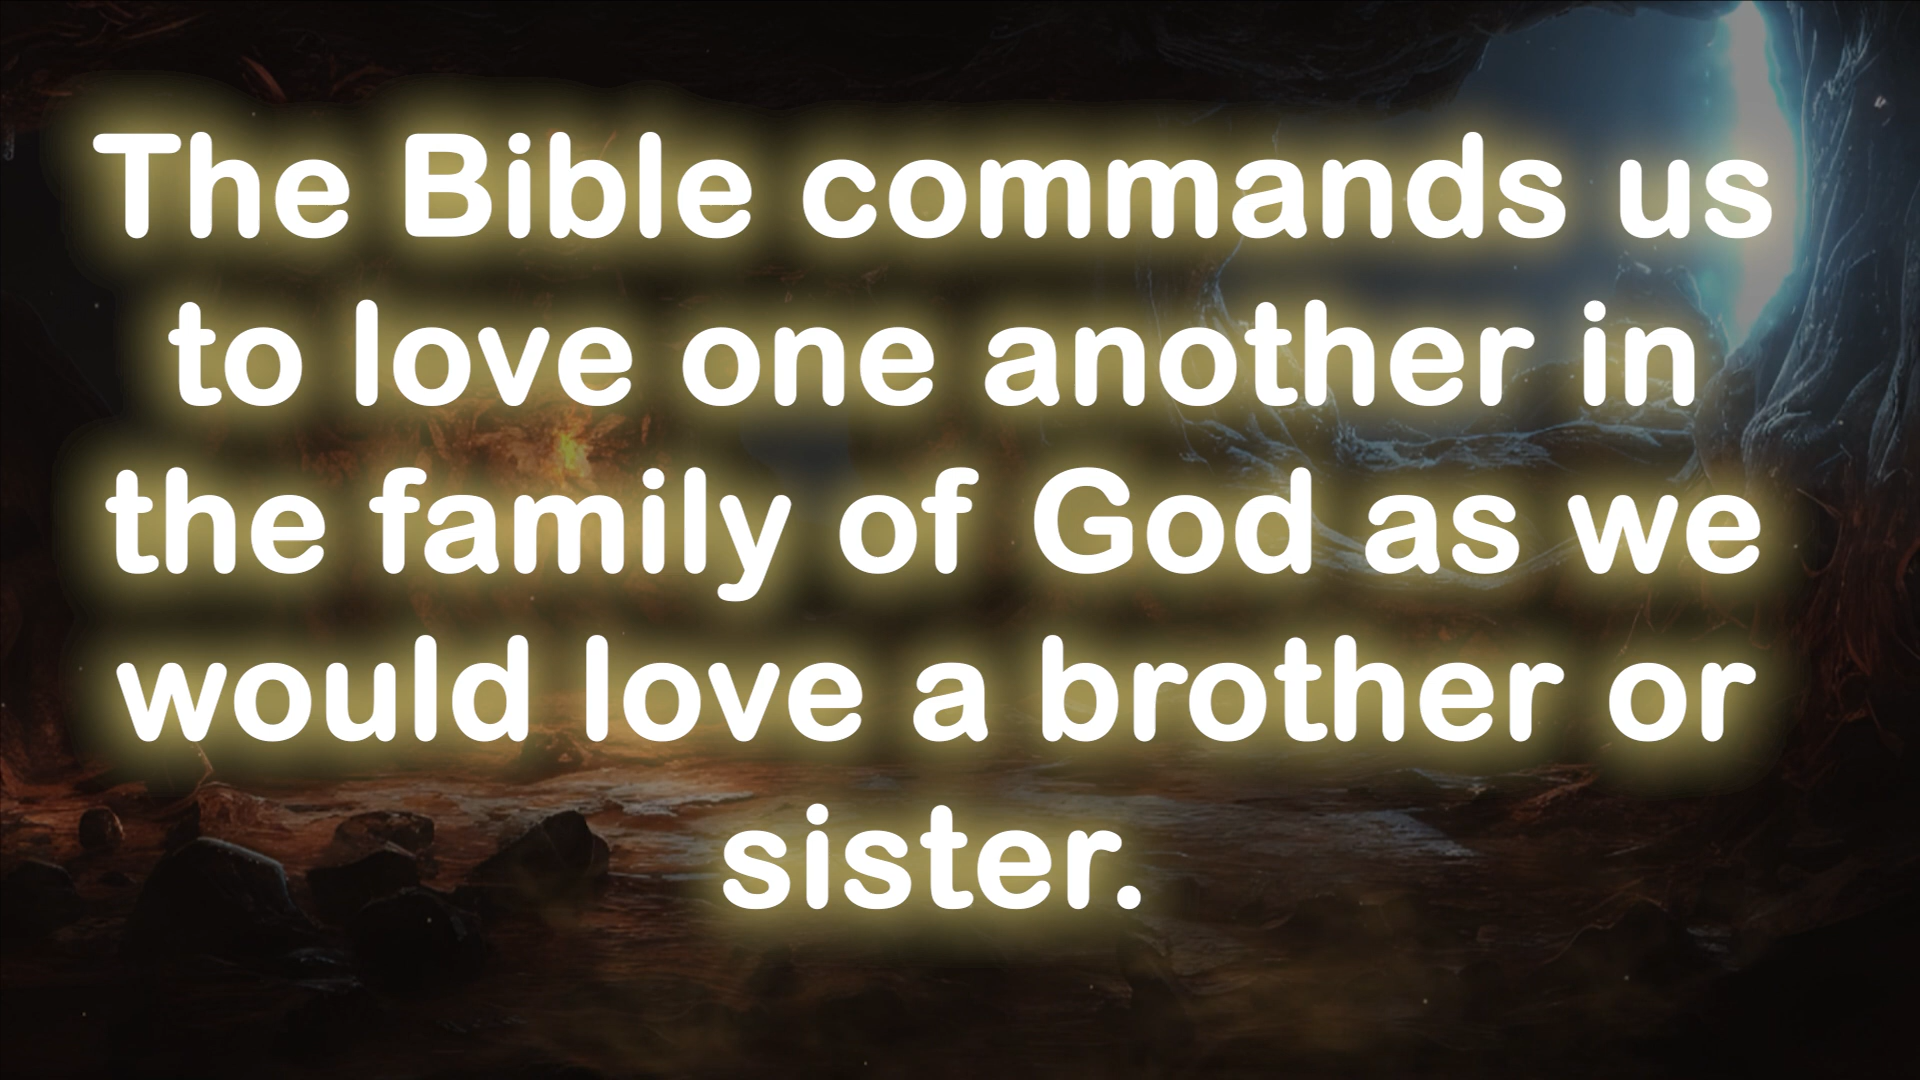 The Bible commands us
to love one another in
the family of God as we
would love a brother or
sister.